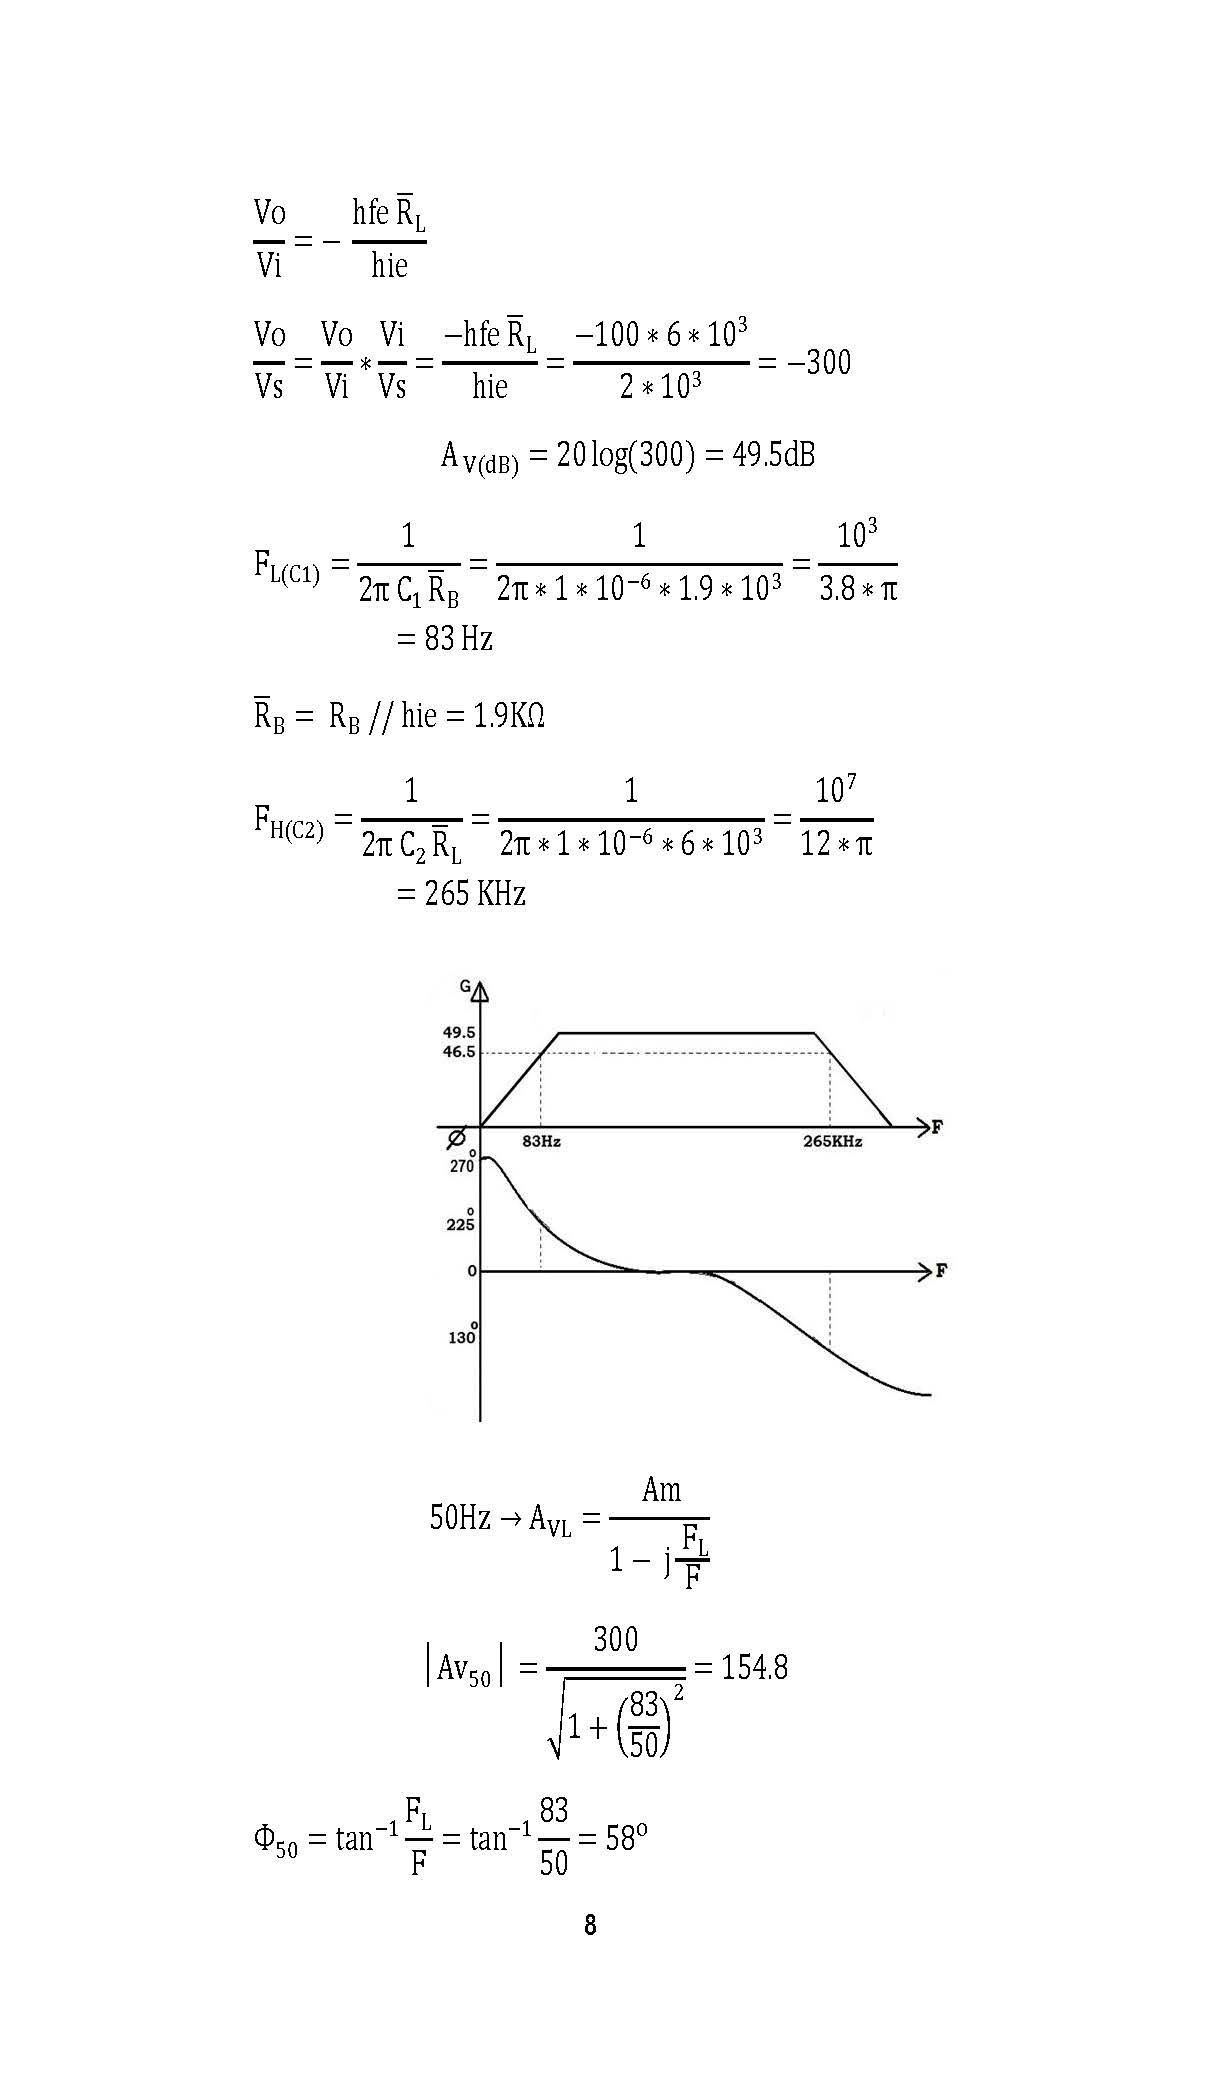 Vo/Vi = − hfe R̅L/hie
Vo/Vs = Vo/Vi ∗ Vi/Vs = −hfe R̅L/hie = −100 ∗ 6 ∗ 10³/2 ∗ 10³ = −300
A V(dB) = 20 log(300) = 49.5dB
FL(C1) = 1/2π C₁ R̅B = 1/2π ∗ 1 ∗ 10⁻⁶ ∗ 1.9 ∗ 10³ = 10³/3.8 ∗ π
= 83 Hz
R̅B = RB // hie = 1.9KΩ
FH(C2) = 1/2π C₂ R̅L = 1/2π ∗ 1 ∗ 10⁻⁶ ∗ 6 ∗ 10³ = 10⁷/12 ∗ π
= 265 KHz
G
49.5
46.5
F
Ø
83Hz
265KHz
270°
225°
0
F
130°
50Hz → AVL = Am/1 − j FL/F
|Av₅₀| = 300/√1 + (83/50)² = 154.8
Φ₅₀ = tan⁻¹ FL/F = tan⁻¹ 83/50 = 58°
8